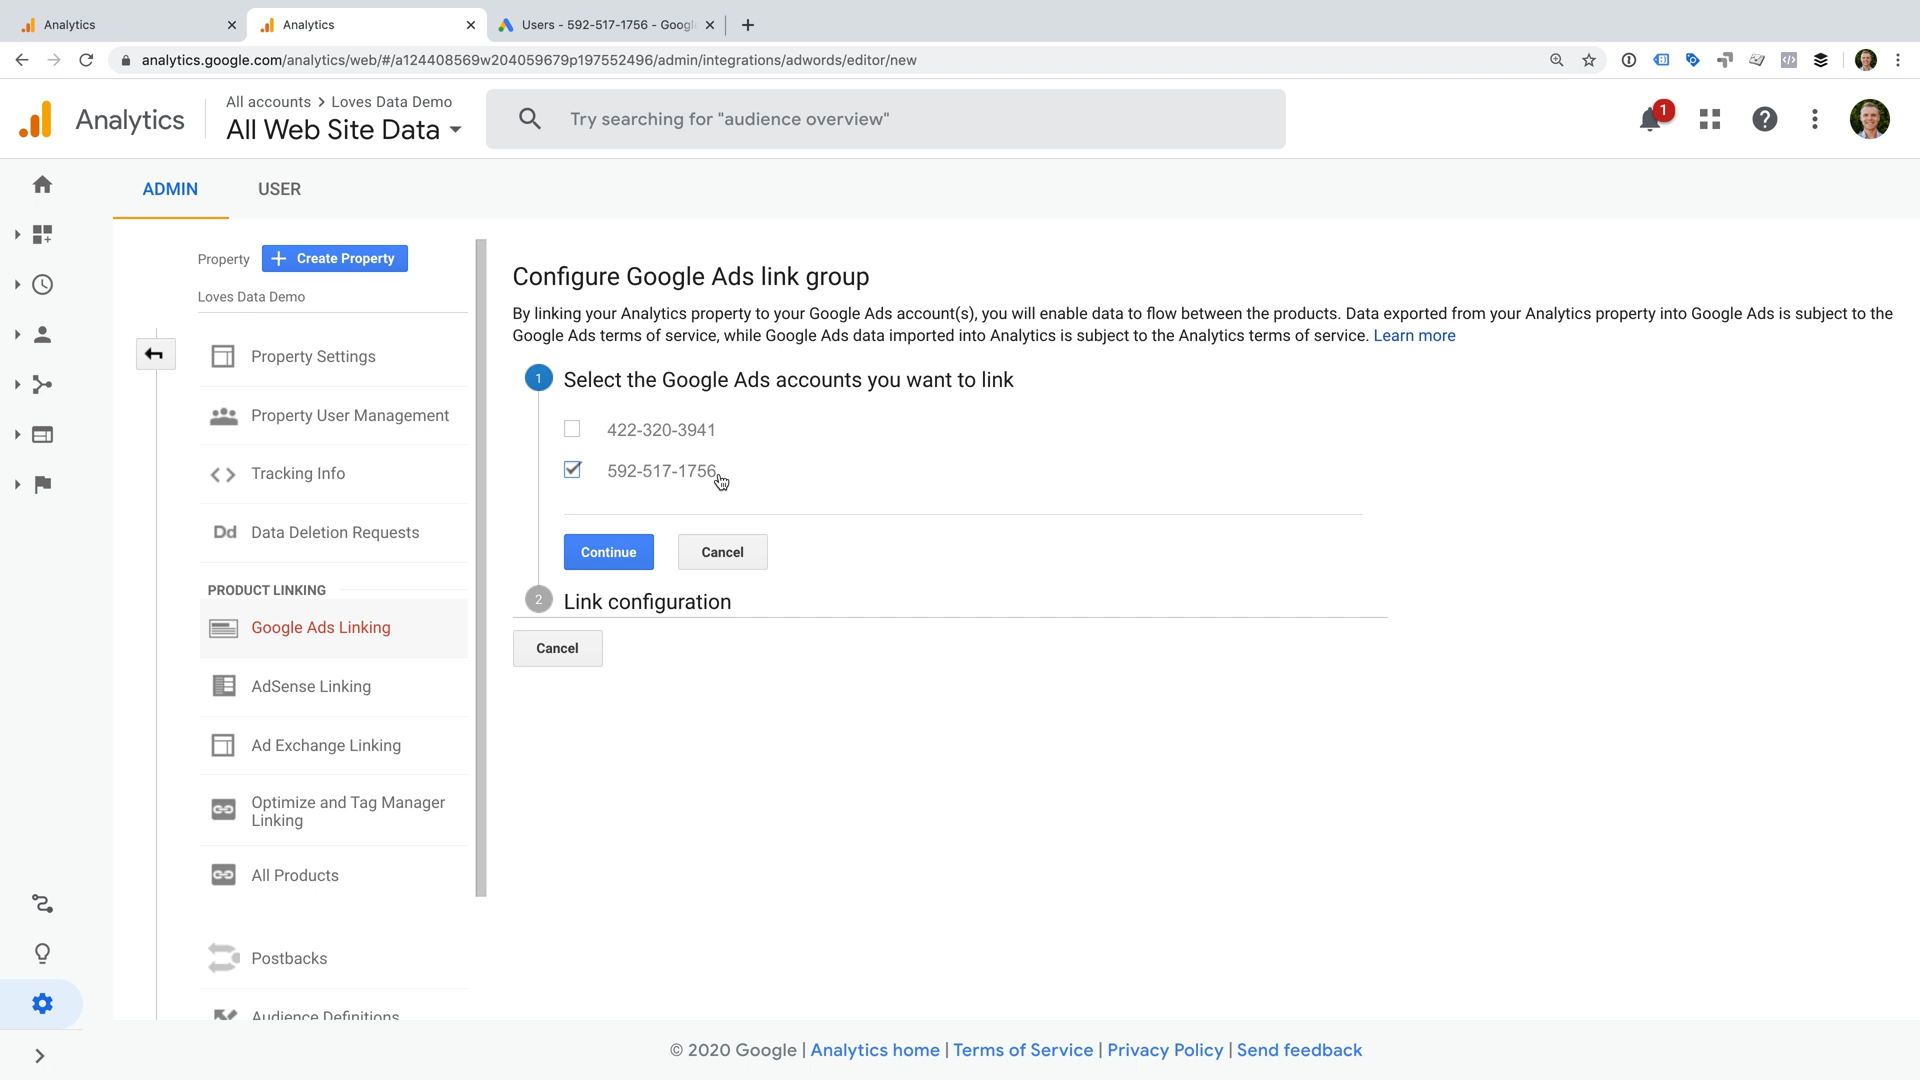 Analytics
Analytics
Users - 592-517-1756 - Goog
analytics.google.com/analytics/web/#/a124408569w204059679p197552496/admin/integrations/adwords/editor/new
Analytics
All accounts > Loves Data Demo
All Web Site Data
Try searching for "audience overview"
1
ADMIN
USER
Property
Create Property
Loves Data Demo
Property Settings
Property User Management
Tracking Info
Dd Data Deletion Requests
PRODUCT LINKING
Google Ads Linking
AdSense Linking
Ad Exchange Linking
Optimize and Tag Manager
Linking
All Products
Postbacks
Audience Definitions
Configure Google Ads link group
By linking your Analytics property to your Google Ads account(s), you will enable data to flow between the products. Data exported from your Analytics property into Google Ads is subject to the
Google Ads terms of service, while Google Ads data imported into Analytics is subject to the Analytics terms of service. Learn more
1 Select the Google Ads accounts you want to link
422-320-3941
592-517-1756
Continue
Cancel
2 Link configuration
Cancel
© 2020 Google | Analytics home | Terms of Service | Privacy Policy | Send feedback